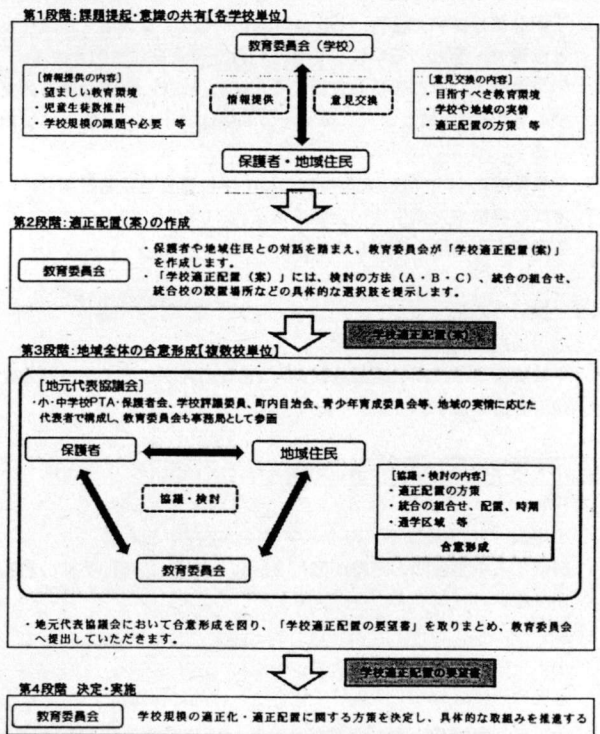 第1段階:課題提起・意識の共有【各学校単位】
教育委員会(学校)
[情報提供の内容]
・望ましい教育環境
・児童生徒数推計
・学校規模の課題や必要 等
情報提供
意見交換
[意見交換の内容]
・目指すべき教育環境
・学校や地域の実情
・適正配置の方策 等
保護者・地域住民
第2段階:適正配置(案)の作成
教育委員会
・保護者や地域住民との対話を踏まえ、教育委員会が「学校適正配置(案)」
を作成します。
・「学校適正配置(案)」には、検討の方法(A・B・C)、統合の組合せ、
統合校の設置場所などの具体的な選択肢を提示します。
学校適正配置(案)
第3段階:地域全体の合意形成【複数校単位】
[地元代表協議会]
・小・中学校PTA・保護者会、学校評議委員、町内自治会、青少年育成委員会等、地域の実情に応じた
代表者で構成し、教育委員会も事務局として参画
保護者
地域住民
協議・検討
教育委員会
[協議・検討の内容]
・適正配置の方策
・統合の組合せ、配置、時期
・通学区域 等
合意形成
・地元代表協議会において合意形成を図り、「学校適正配置の要望書」を取りまとめ、教育委員会
へ提出していただきます。
学校適正配置の要望書
第4段階 決定・実施
教育委員会
学校規模の適正化・適正配置に関する方策を決定し、具体的な取組みを推進する